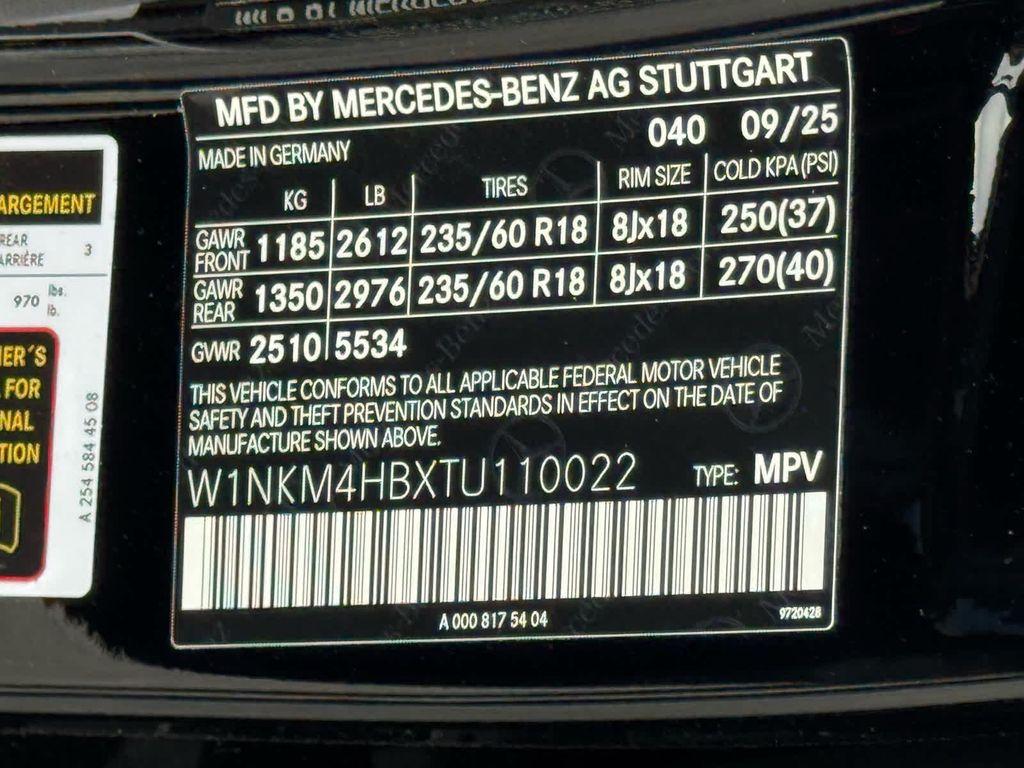 MFD BY MERCEDES-BENZ AG STUTTGART
040 09/25
MADE IN GERMANY
KG LB TIRES RIM SIZE COLD KPA(PSI)
GAWR FRONT 1185 2612 235/60 R18 8Jx18 250(37)
GAWR REAR 1350 2976 235/60 R18 8Jx18 270(40)
GVWR 2510 5534
THIS VEHICLE CONFORMS TO ALL APPLICABLE FEDERAL MOTOR VEHICLE
SAFETY AND THEFT PREVENTION STANDARDS IN EFFECT ON THE DATE OF
MANUFACTURE SHOWN ABOVE.
W1NKM4HBXTU110022 TYPE: MPV
A 000 817 54 04 9720428
ARGEMENT
REAR
ARRIÈRE 3
970 lbs.
lb.
ER'S
FOR
NAL
TION
A 254 584 45 08